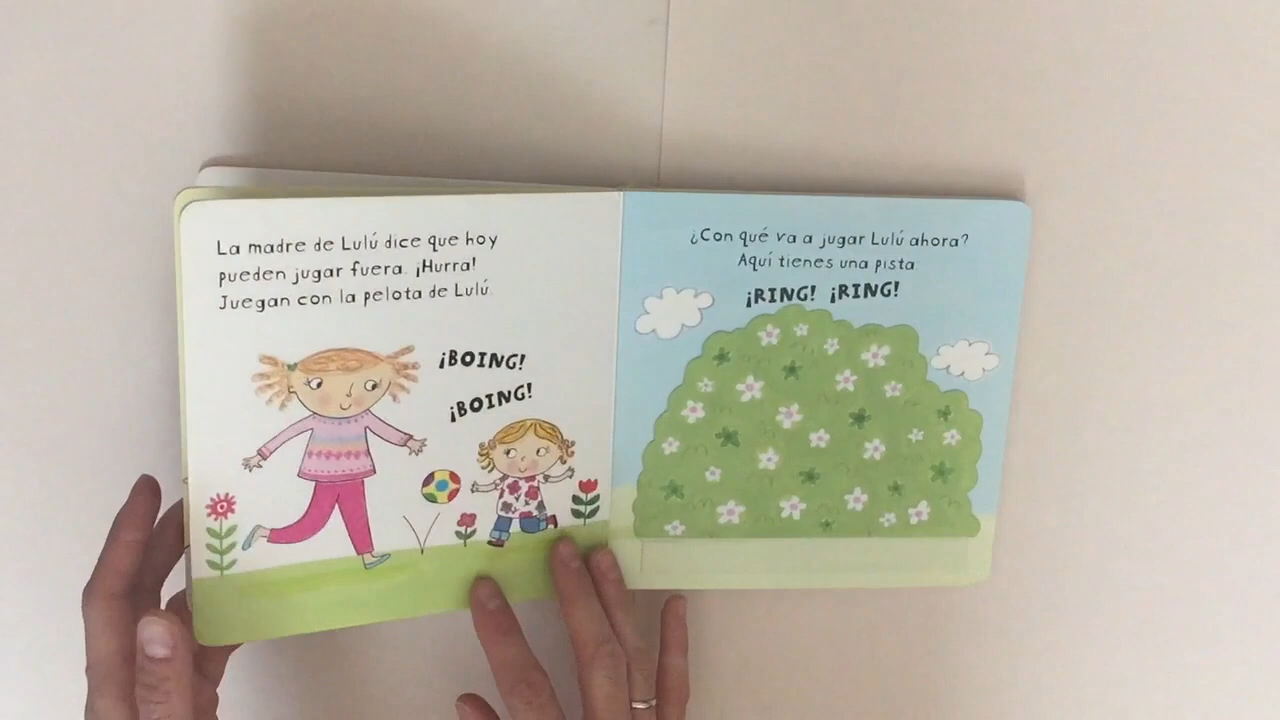 La madre de Lulú dice que hoy
pueden jugar fuera. ¡Hurra!
Juegan con la pelota de Lulú.
¡BOING!
¡BOING!
¿Con qué va a jugar Lulú ahora?
Aquí tienes una pista:
¡RING! ¡RING!